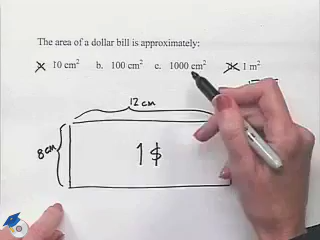 The area of a dollar bill is approximately:
a. 10 cm² b. 100 cm² c. 1000 cm² d. 1 m²
12 cm
8 cm
1 $